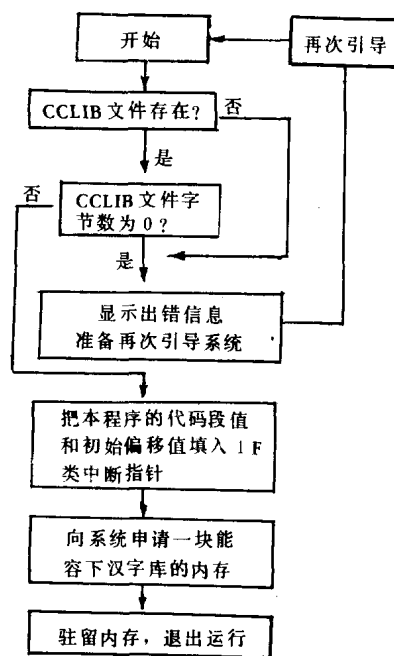 开始
再次引导
CCLIB 文件存在？
否
是
否
CCLIB 文件字
节数为 0？
是
显示出错信息
准备再次引导系统
把本程序的代码段值
和初始偏移值填入 1F
类中断指针
向系统申请一块能
容下汉字库的内存
驻留内存，退出运行